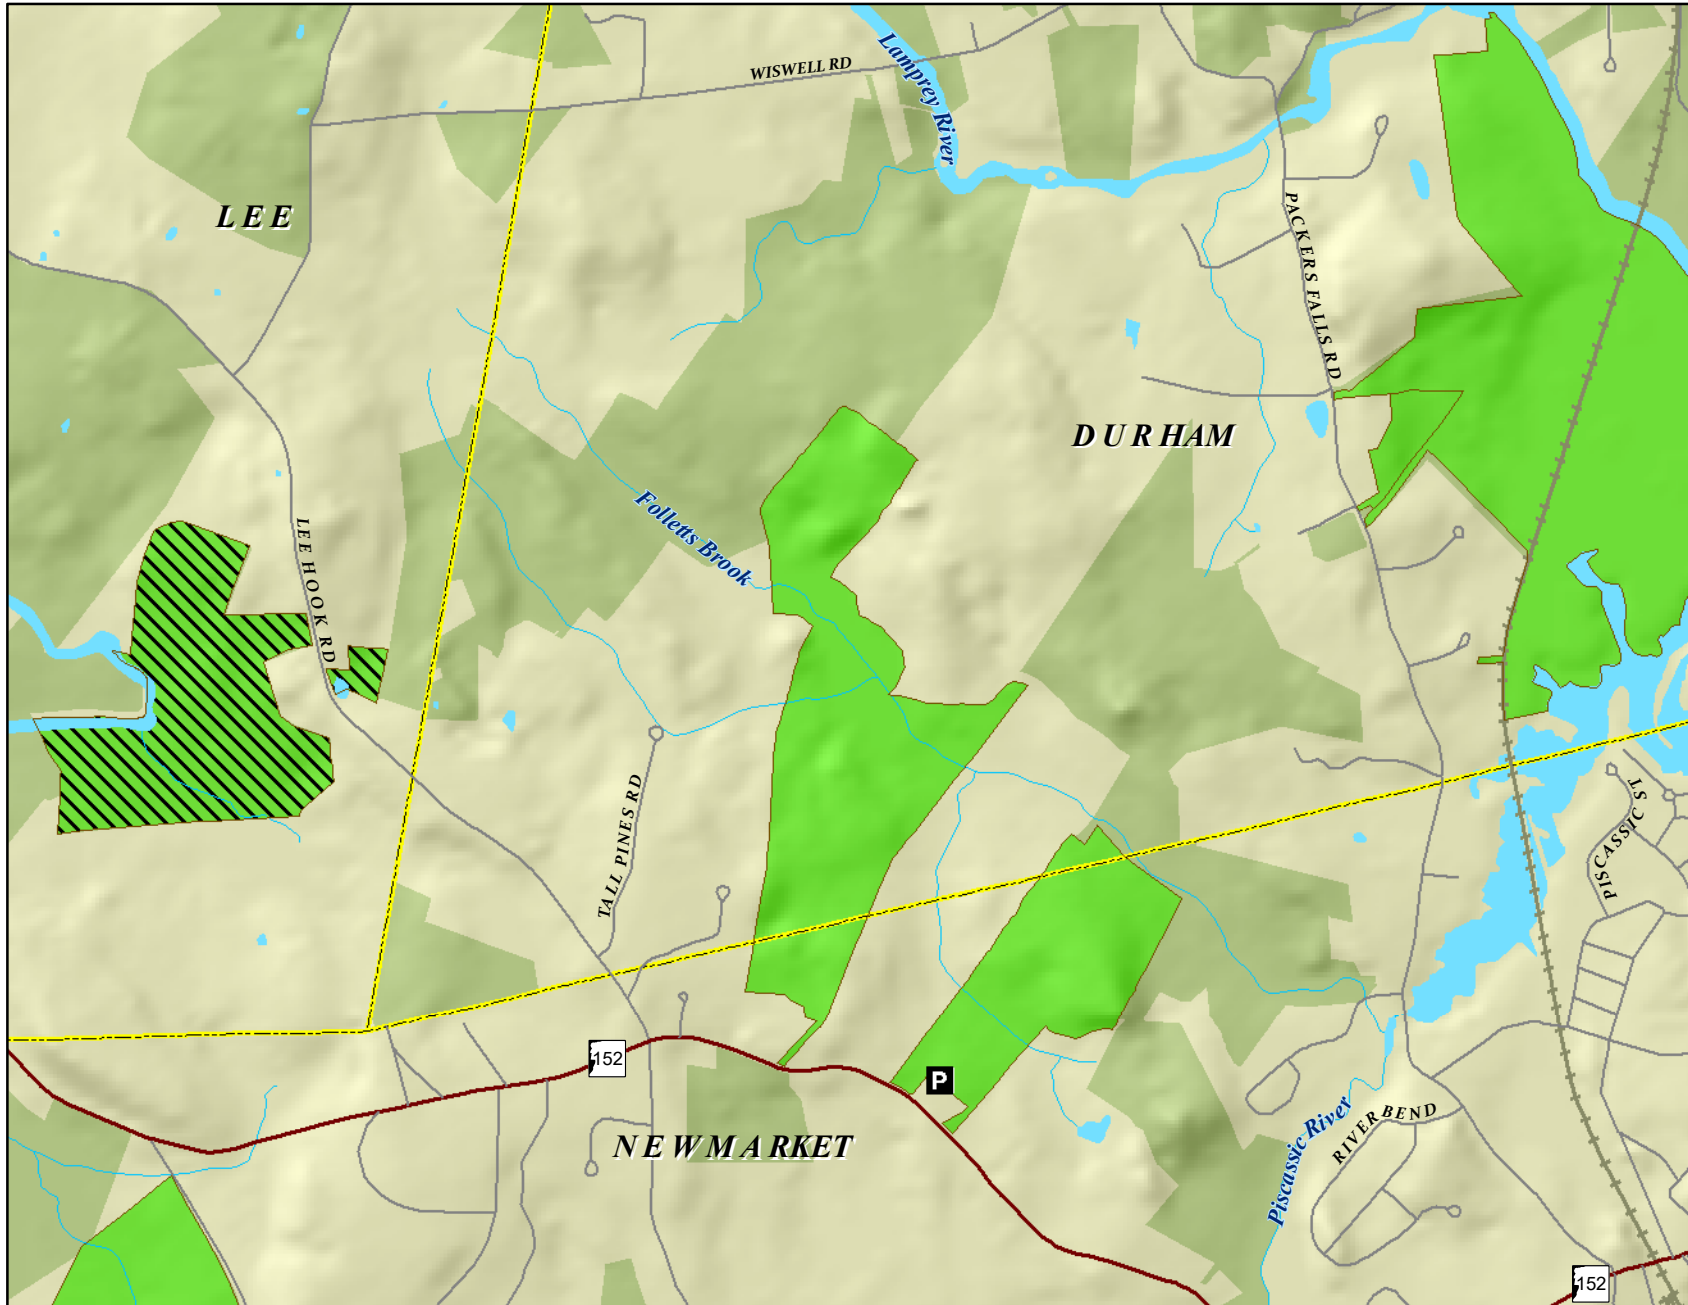 WISWELL RD
Lamprey River
LEE
PACKERS FALLS RD
DURHAM
Folletts Brook
LEE HOOK RD
TALL PINES RD
PISCASSIC ST
152
P
NEWMARKET
RIVER BEND
Piscassic River
152